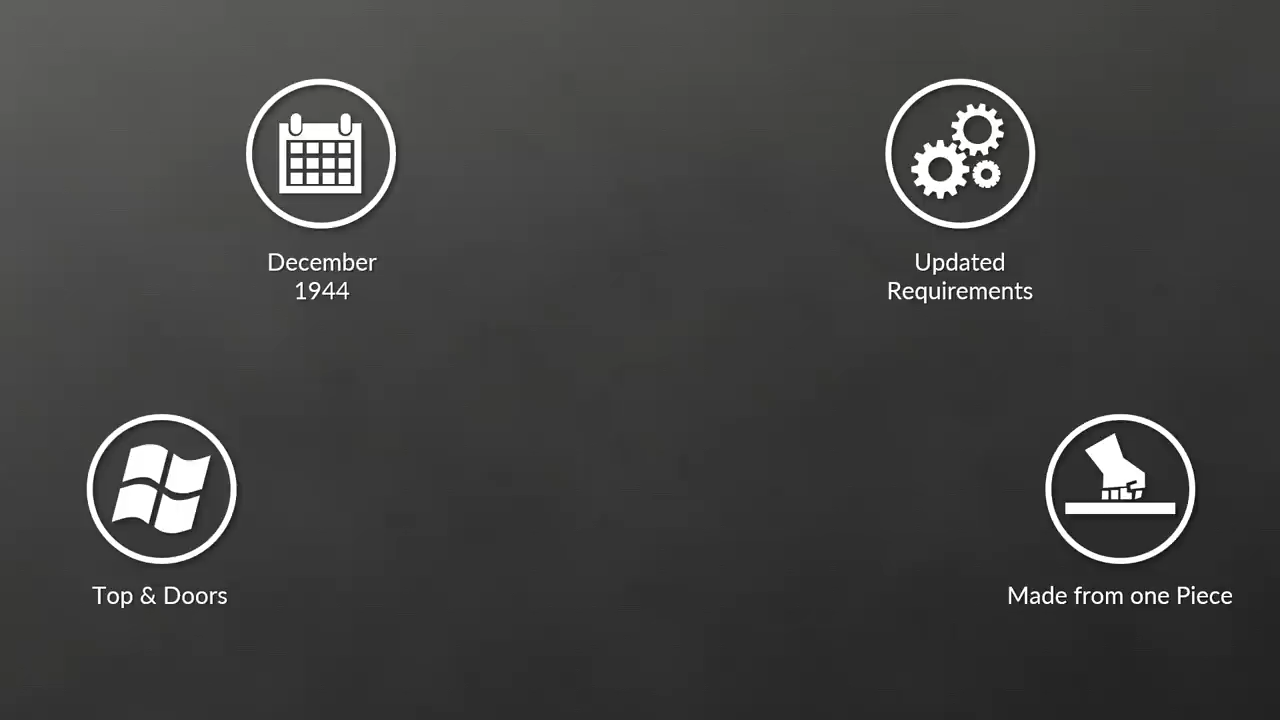 December
1944
Updated
Requirements
Top & Doors
Made from one Piece